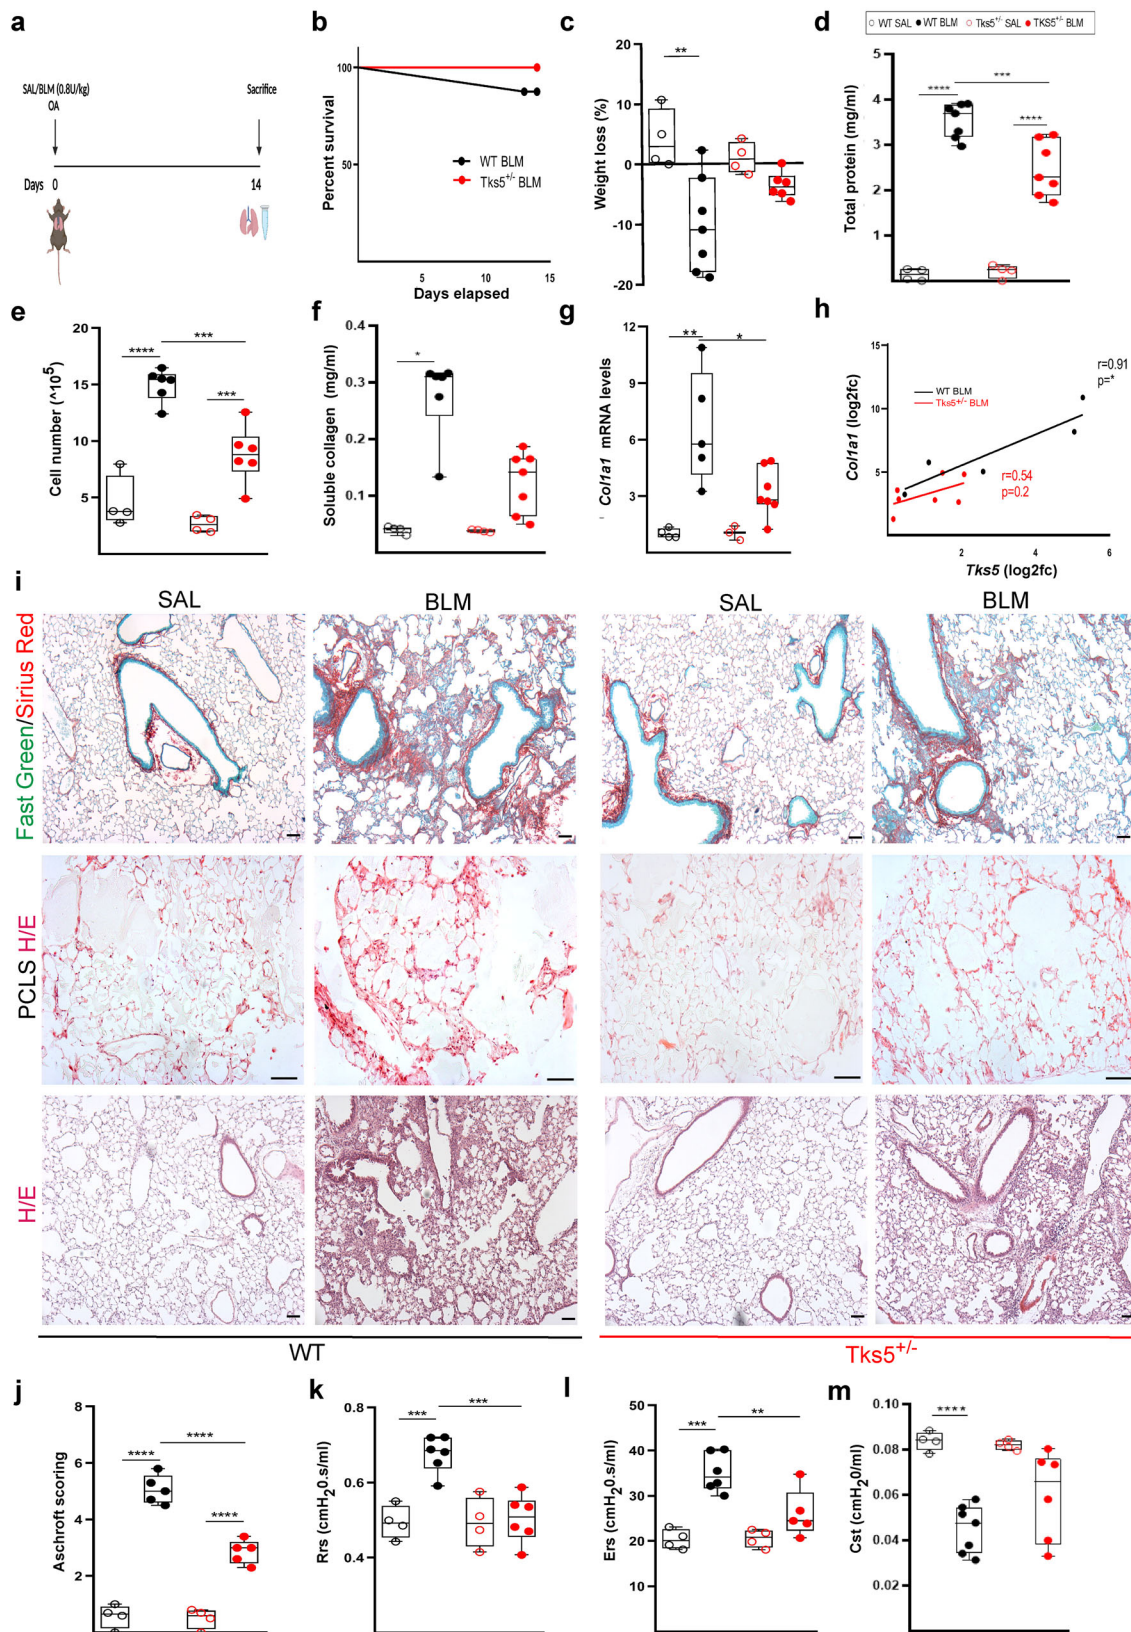 a
SAL/BLM (0.8U/kg)
OA
Sacrifice
Days 0
14
b
Percent survival
100
50
WT BLM
Tks5+/- BLM
5
10
15
Days elapsed
c
Weight loss (%)
20
10
0
-10
-20
**
d
WT SAL
WT BLM
Tks5+/- SAL
TKS5+/- BLM
Total protein (mg/ml)
5
4
3
2
1
****
***
****
e
Cell number (^10⁵)
20
15
10
5
****
***
***
f
Soluble collagen (mg/ml)
0.4
0.3
0.2
0.1
*
g
Col1a1 mRNA levels
12
9
6
3
**
*
h
Col1a1 (log2fc)
15
10
5
WT BLM
Tks5+/- BLM
r=0.91
p=*
r=0.54
p=0.2
2
4
6
Tks5 (log2fc)
i
SAL
BLM
SAL
BLM
Fast Green/Sirius Red
PCLS H/E
H/E
WT
Tks5+/-
j
Aschroft scoring
8
6
4
2
****
****
****
k
Rrs (cmH₂0.s/ml)
0.8
0.6
0.4
***
***
l
Ers (cmH₂0.s/ml)
50
40
30
20
10
***
**
m
Cst (cmH₂0/ml)
0.10
0.08
0.06
0.04
0.02
0.00
****